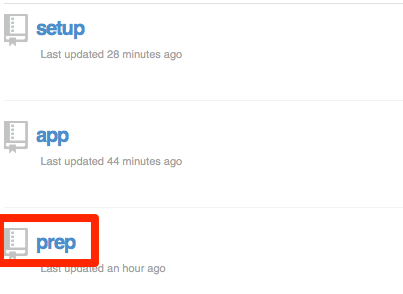 setup
Last updated 28 minutes ago
app
Last updated 44 minutes ago
prep
Last updated an hour ago